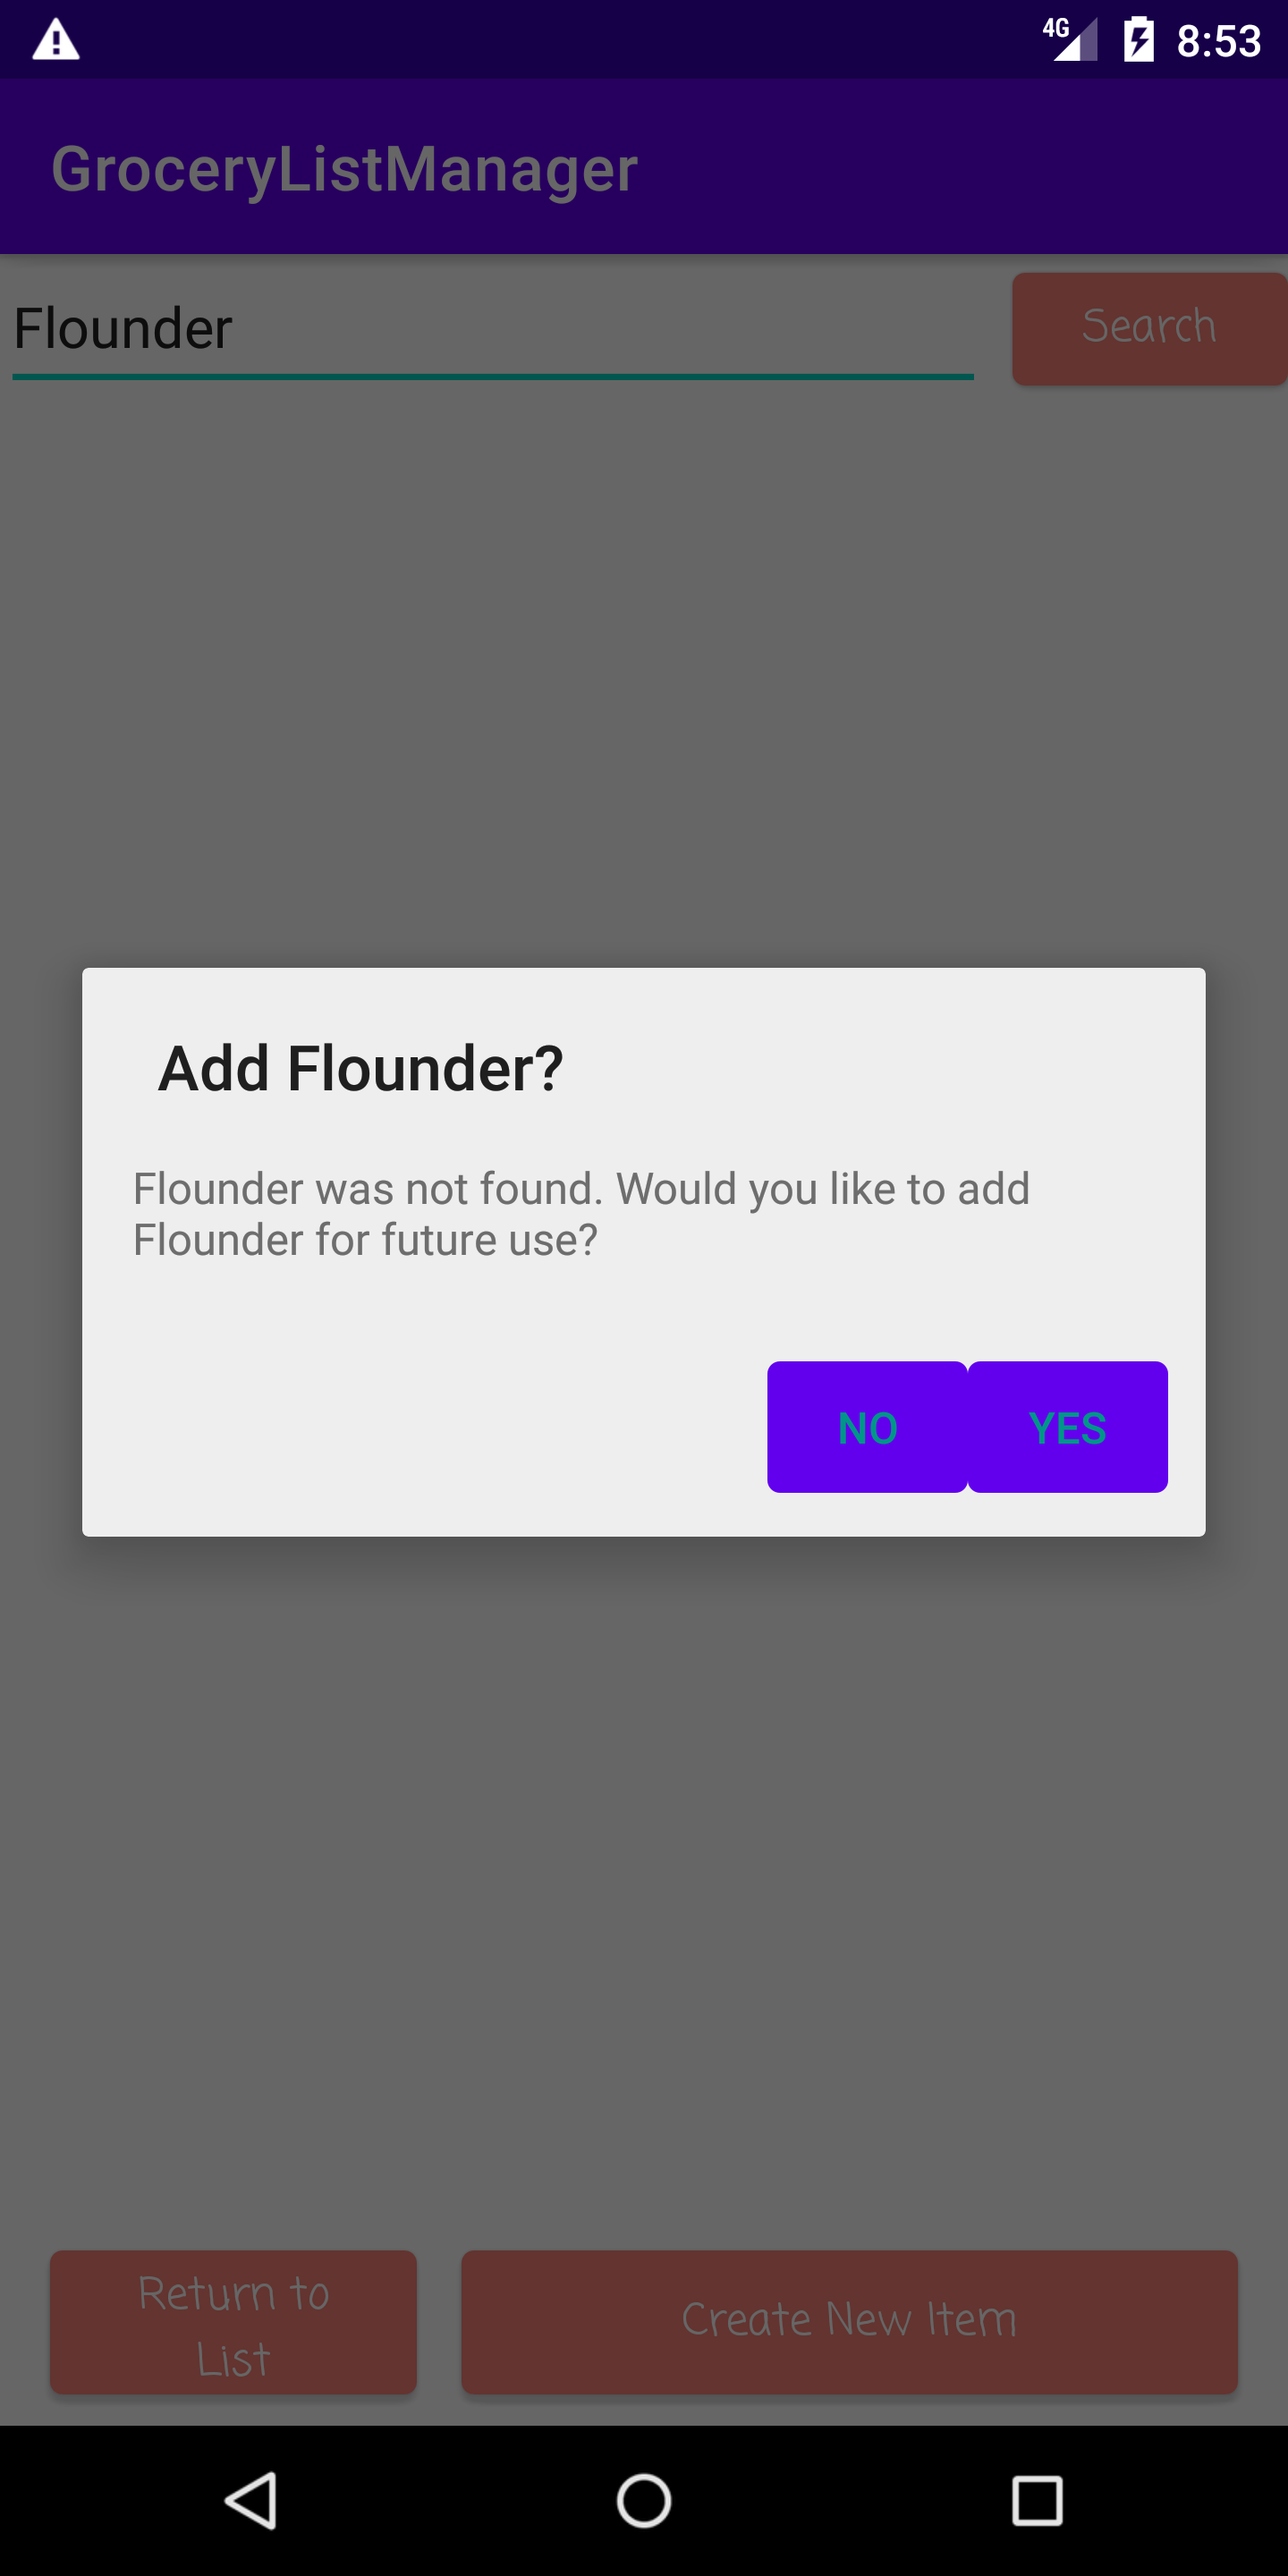 4G 8:53
GroceryListManager
Flounder
Search
Add Flounder?
Flounder was not found. Would you like to add
Flounder for future use?
NO YES
Return to
List
Create New Item